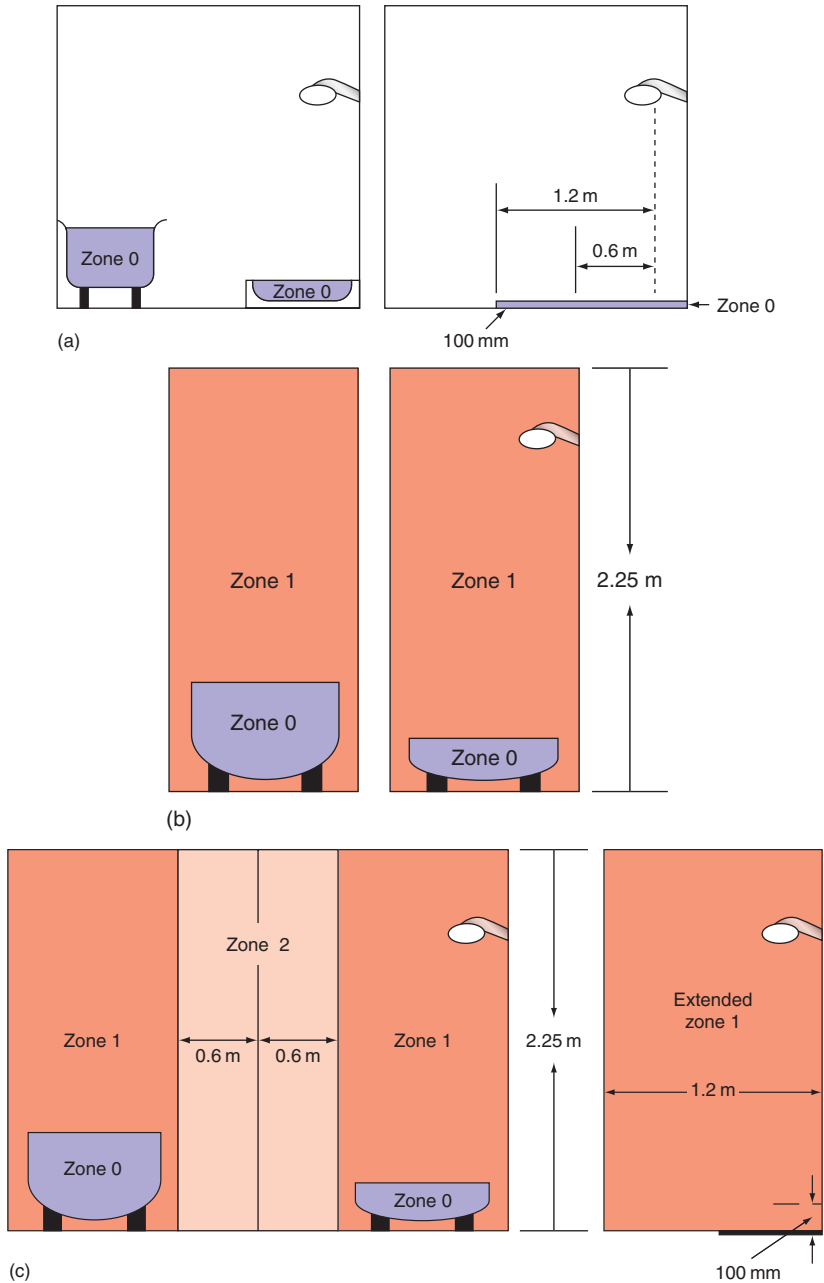 Zone 0
Zone 0
1.2 m
0.6 m
Zone 0
100 mm
(a)
Zone 1
Zone 0
Zone 1
Zone 0
2.25 m
(b)
Zone 1
Zone 0
Zone 2
0.6 m
0.6 m
Zone 1
Zone 0
2.25 m
Extended
zone 1
1.2 m
100 mm
(c)